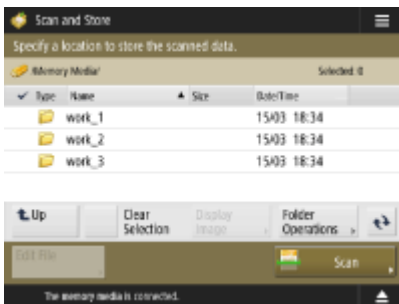 Scan and Store
Specify a location to store the scanned data.
/Memory Media/ Selected: 0
Type Name Size Date/Time
work_1 15/03 18:34
work_2 15/03 18:34
work_3 15/03 18:34
Up Clear Selection Display Image Folder Operations
Edit File Scan
The memory media is connected.